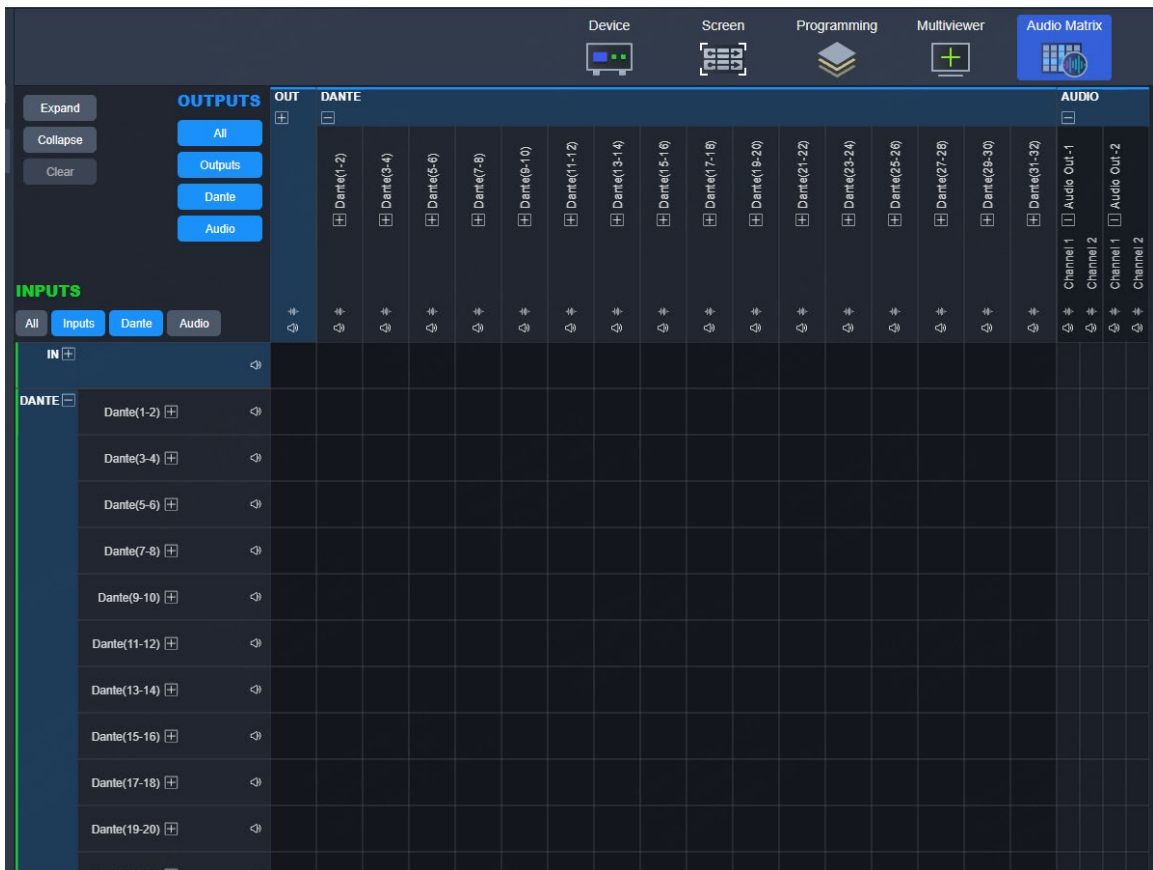 Device Screen Programming Multiviewer Audio Matrix
Expand
Collapse
Clear
OUTPUTS
All
Outputs
Dante
Audio
OUT DANTE AUDIO
Dante(1-2)
Dante(3-4)
Dante(5-6)
Dante(7-8)
Dante(9-10)
Dante(11-12)
Dante(13-14)
Dante(15-16)
Dante(17-18)
Dante(19-20)
Dante(21-22)
Dante(23-24)
Dante(25-26)
Dante(27-28)
Dante(29-30)
Dante(31-32)
Audio Out -1
Channel 1
Channel 2
Audio Out -2
Channel 1
Channel 2
INPUTS
All Inputs Dante Audio
IN
DANTE
Dante(1-2)
Dante(3-4)
Dante(5-6)
Dante(7-8)
Dante(9-10)
Dante(11-12)
Dante(13-14)
Dante(15-16)
Dante(17-18)
Dante(19-20)